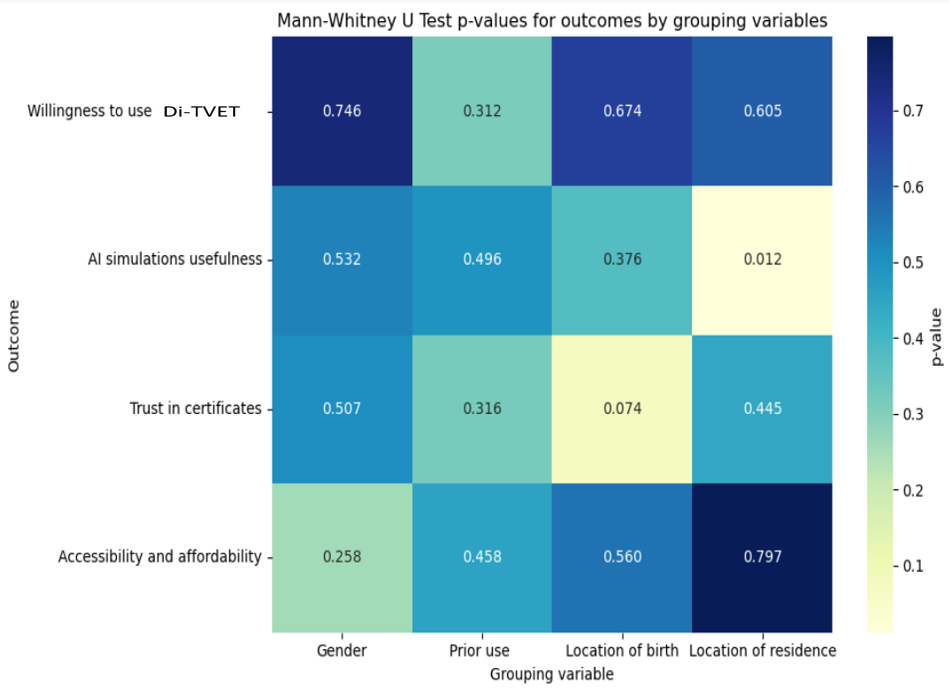 Mann-Whitney U Test p-values for outcomes by grouping variables
Willingness to use Di-TVET
0.746 0.312 0.674 0.605
AI simulations usefulness
0.532 0.496 0.376 0.012
Trust in certificates
0.507 0.316 0.074 0.445
Accessibility and affordability
0.258 0.458 0.560 0.797
Outcome
Gender Prior use Location of birth Location of residence
Grouping variable
0.7
0.6
0.5
0.4
0.3
0.2
0.1
p-value